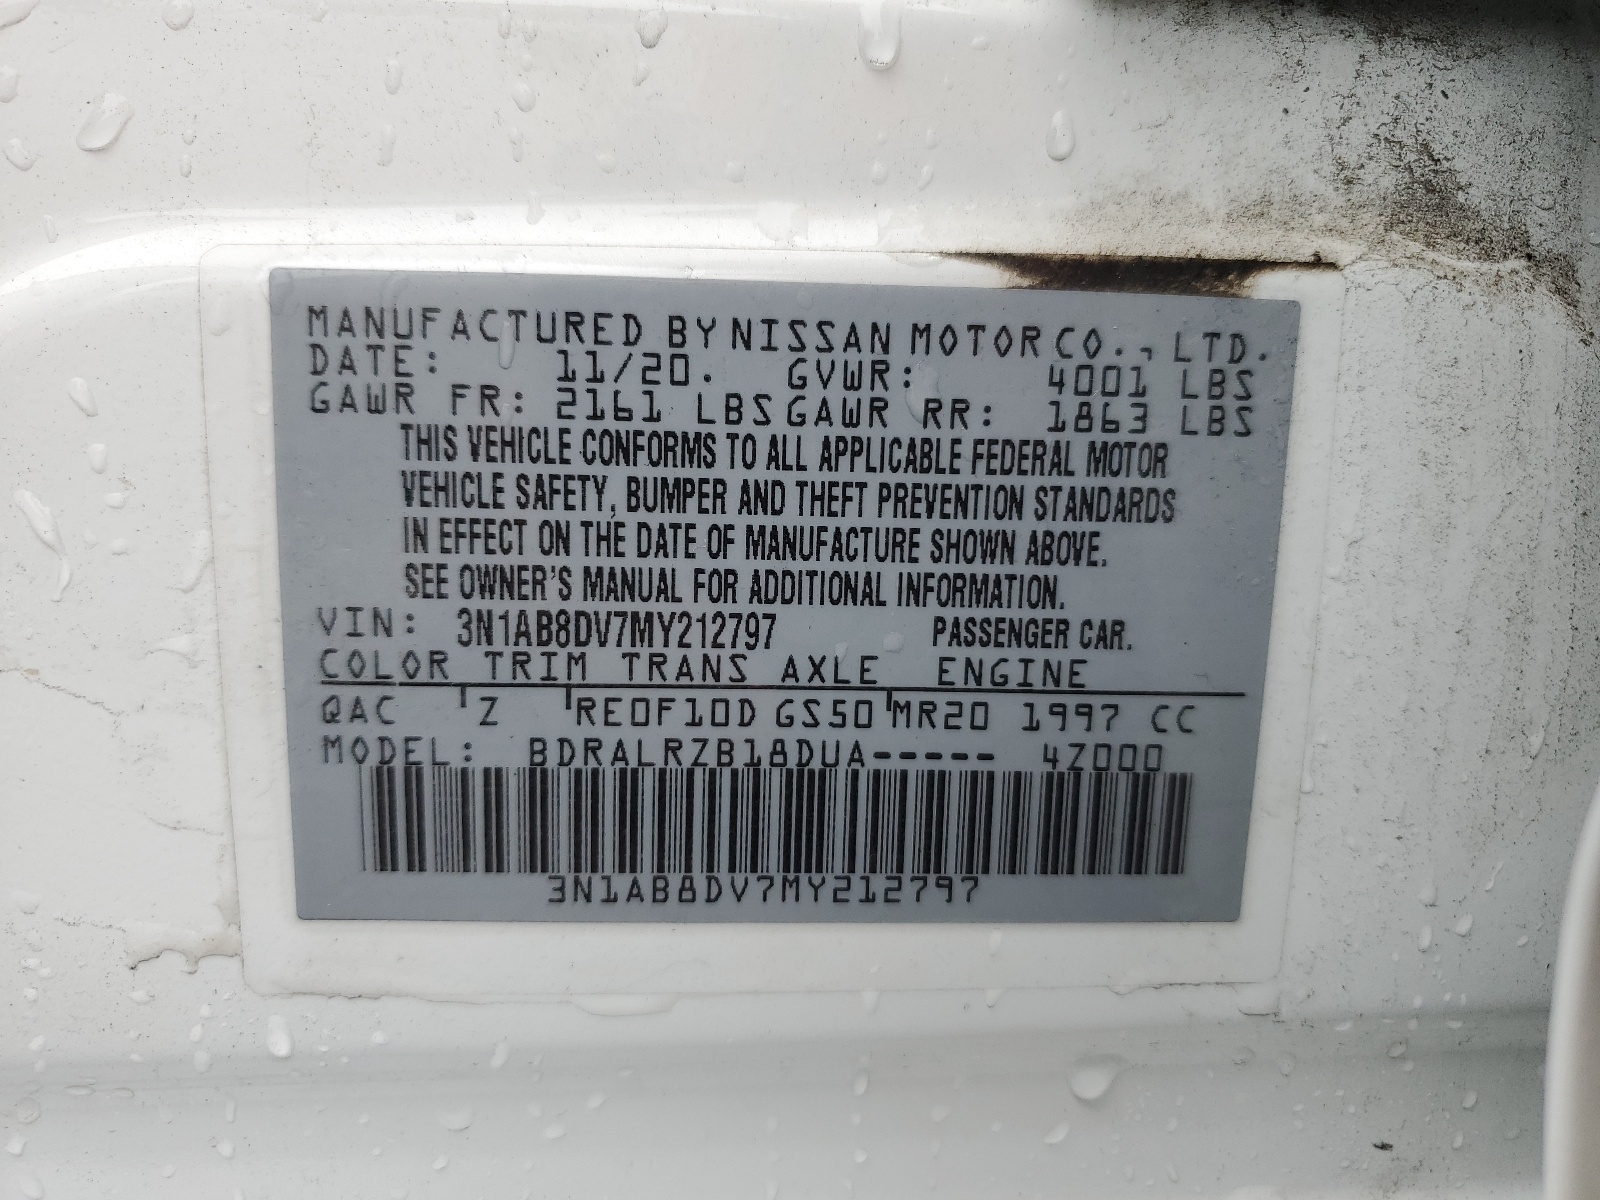 MANUFACTURED BY NISSAN MOTOR CO., LTD.
DATE: 11/20. GVWR: 4001 LBS
GAWR FR: 2161 LBS GAWR RR: 1863 LBS
THIS VEHICLE CONFORMS TO ALL APPLICABLE FEDERAL MOTOR
VEHICLE SAFETY, BUMPER AND THEFT PREVENTION STANDARDS
IN EFFECT ON THE DATE OF MANUFACTURE SHOWN ABOVE.
SEE OWNER'S MANUAL FOR ADDITIONAL INFORMATION.
VIN: 3N1AB8DV7MY212797 PASSENGER CAR.
COLOR TRIM TRANS AXLE ENGINE
QAC Z RE0F10D GS50 MR20 1997 CC
MODEL: BDRALRZB18DUA----- 4Z000
3N1AB8DV7MY212797